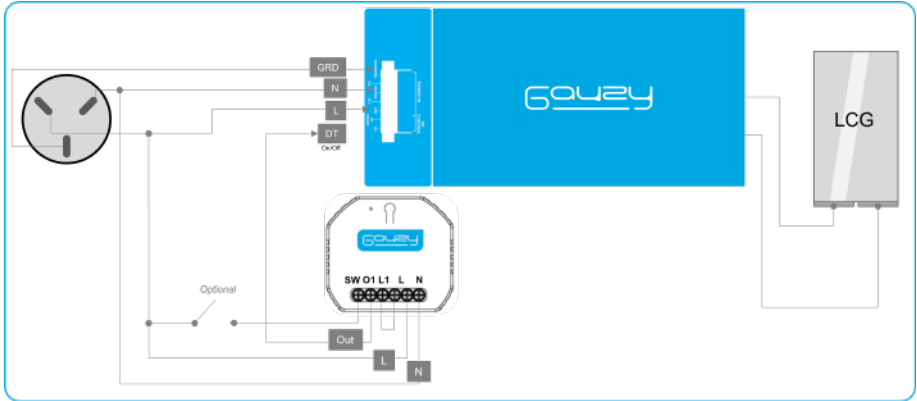 GRD
N
L
DT
On/Off
Gauzy
LCG
Gauzy
SW O1 L1 L N
Optional
Out
L
N